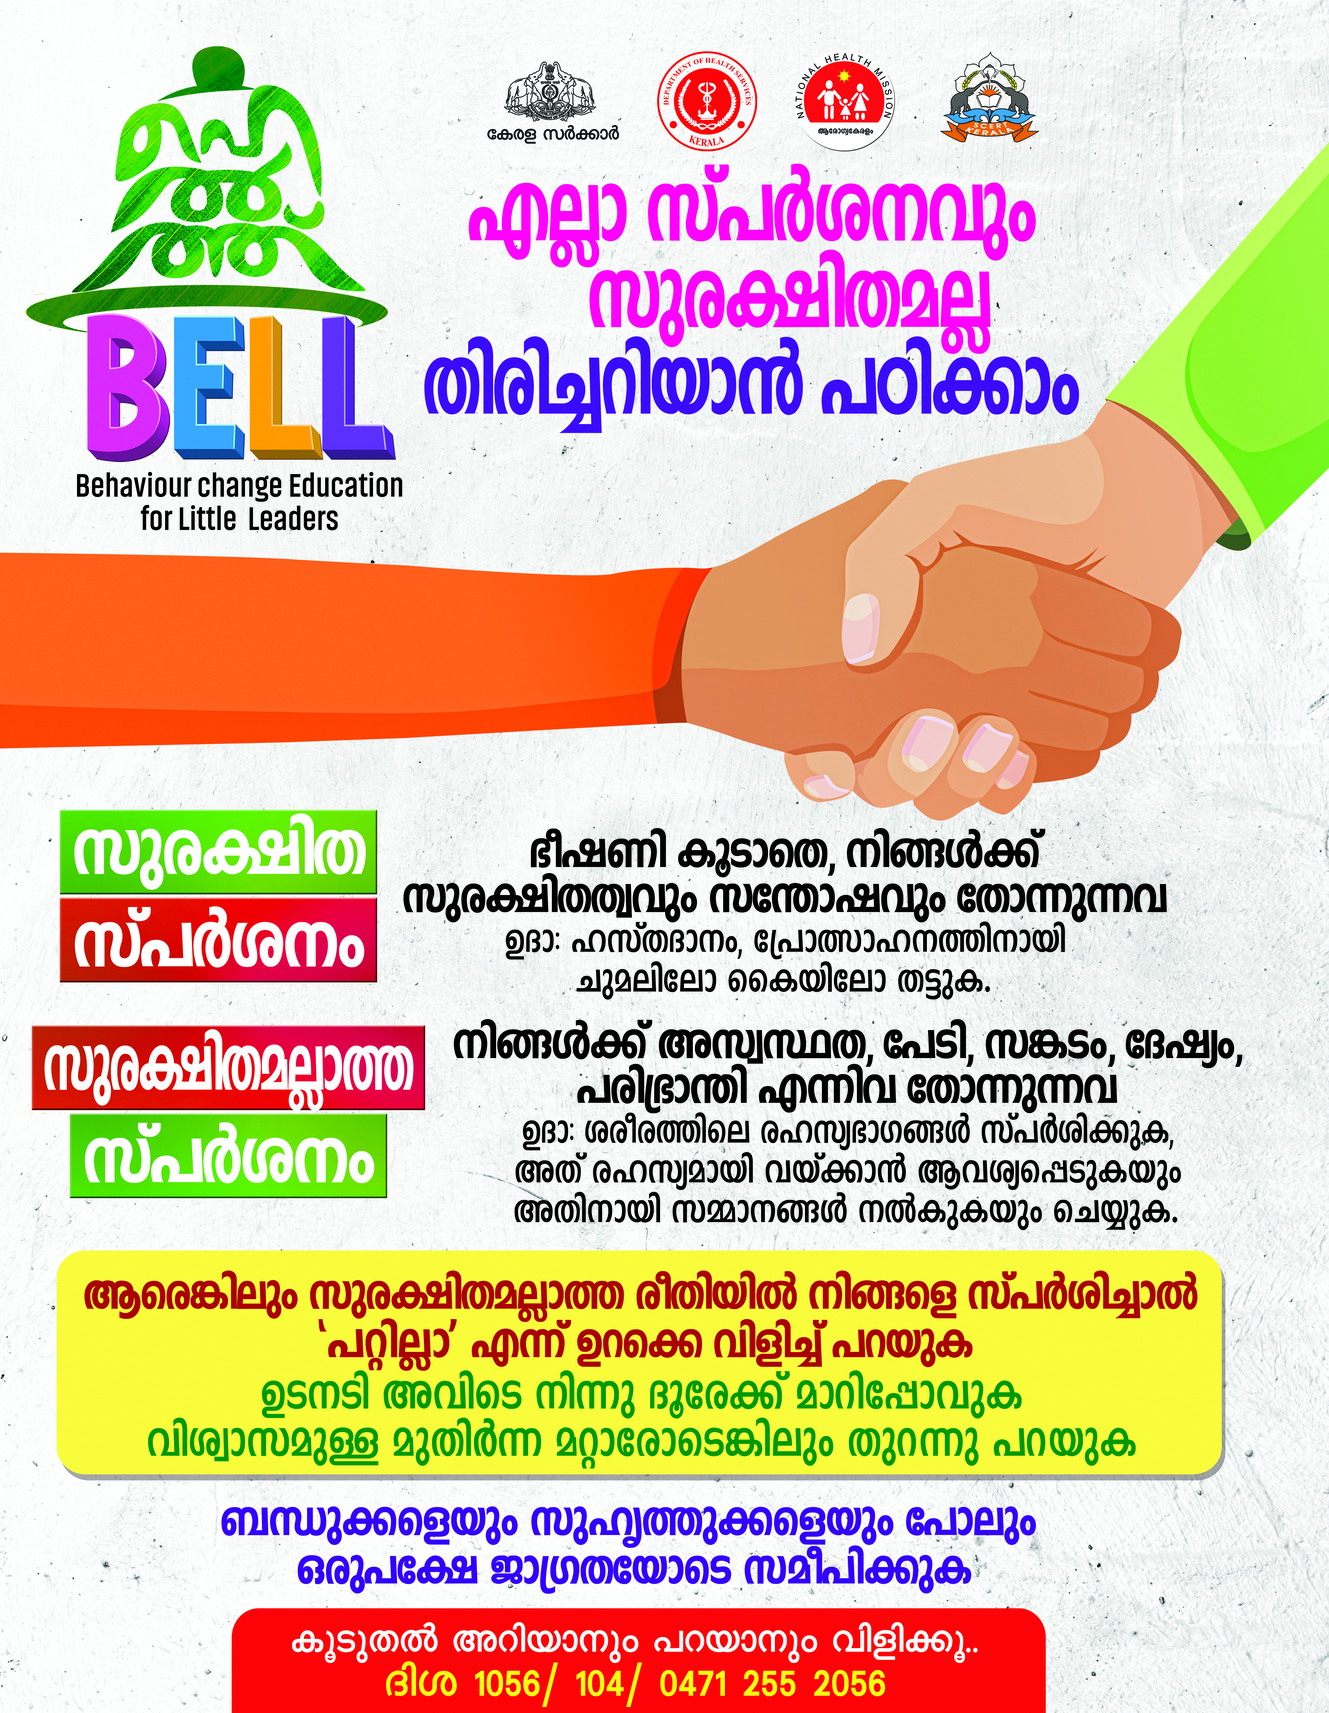 ഹെ
ൽത്ത്
BELL
Behaviour change Education
for Little Leaders
കേരള സർക്കാർ
DEPARTMENT OF HEALTH SERVICES
KERALA
NATIONAL HEALTH MISSION
ആരോഗ്യകേരളം
SCERT
KERALA
എല്ലാ സ്പർശനവും
സുരക്ഷിതമല്ല
തിരിച്ചറിയാൻ പഠിക്കാം
സുരക്ഷിത
സ്പർശനം
ഭീഷണി കൂടാതെ, നിങ്ങൾക്ക്
സുരക്ഷിതത്വവും സന്തോഷവും തോന്നുന്നവ
ഉദാ: ഹസ്തദാനം, പ്രോത്സാഹനത്തിനായി
ചുമലിലോ കൈയിലോ തട്ടുക.
സുരക്ഷിതമല്ലാത്ത
സ്പർശനം
നിങ്ങൾക്ക് അസ്വസ്ഥത, പേടി, സങ്കടം, ദേഷ്യം,
പരിഭ്രാന്തി എന്നിവ തോന്നുന്നവ
ഉദാ: ശരീരത്തിലെ രഹസ്യഭാഗങ്ങൾ സ്പർശിക്കുക,
അത് രഹസ്യമായി വയ്ക്കാൻ ആവശ്യപ്പെടുകയും
അതിനായി സമ്മാനങ്ങൾ നൽകുകയും ചെയ്യുക.
ആരെങ്കിലും സുരക്ഷിതമല്ലാത്ത രീതിയിൽ നിങ്ങളെ സ്പർശിച്ചാൽ
‘പറ്റില്ലാ’ എന്ന് ഉറക്കെ വിളിച്ച് പറയുക
ഉടനടി അവിടെ നിന്നു ദൂരേക്ക് മാറിപ്പോവുക
വിശ്വാസമുള്ള മുതിർന്ന മറ്റാരോടെങ്കിലും തുറന്നു പറയുക
ബന്ധുക്കളെയും സുഹൃത്തുക്കളെയും പോലും
ഒരുപക്ഷേ ജാഗ്രതയോടെ സമീപിക്കുക
കൂടുതൽ അറിയാനും പറയാനും വിളിക്കൂ..
ദിശ 1056/ 104/ 0471 255 2056